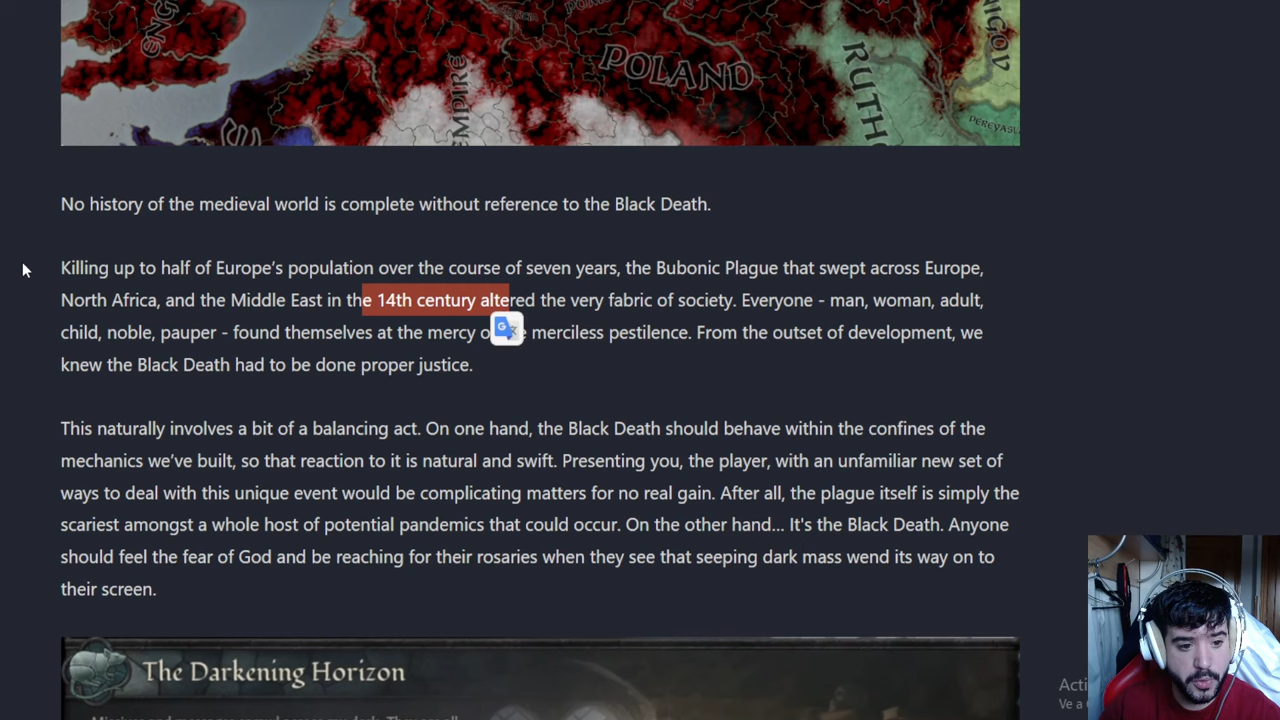 ENG
POLAND
EMPIRE
RUTH
NIGOV
PEREYASL
No history of the medieval world is complete without reference to the Black Death.
Killing up to half of Europe’s population over the course of seven years, the Bubonic Plague that swept across Europe,
North Africa, and the Middle East in the 14th century altered the very fabric of society. Everyone - man, woman, adult,
child, noble, pauper - found themselves at the mercy o e merciless pestilence. From the outset of development, we
knew the Black Death had to be done proper justice.
This naturally involves a bit of a balancing act. On one hand, the Black Death should behave within the confines of the
mechanics we’ve built, so that reaction to it is natural and swift. Presenting you, the player, with an unfamiliar new set of
ways to deal with this unique event would be complicating matters for no real gain. After all, the plague itself is simply the
scariest amongst a whole host of potential pandemics that could occur. On the other hand... It's the Black Death. Anyone
should feel the fear of God and be reaching for their rosaries when they see that seeping dark mass wend its way on to
their screen.
The Darkening Horizon
Acti
Ve a